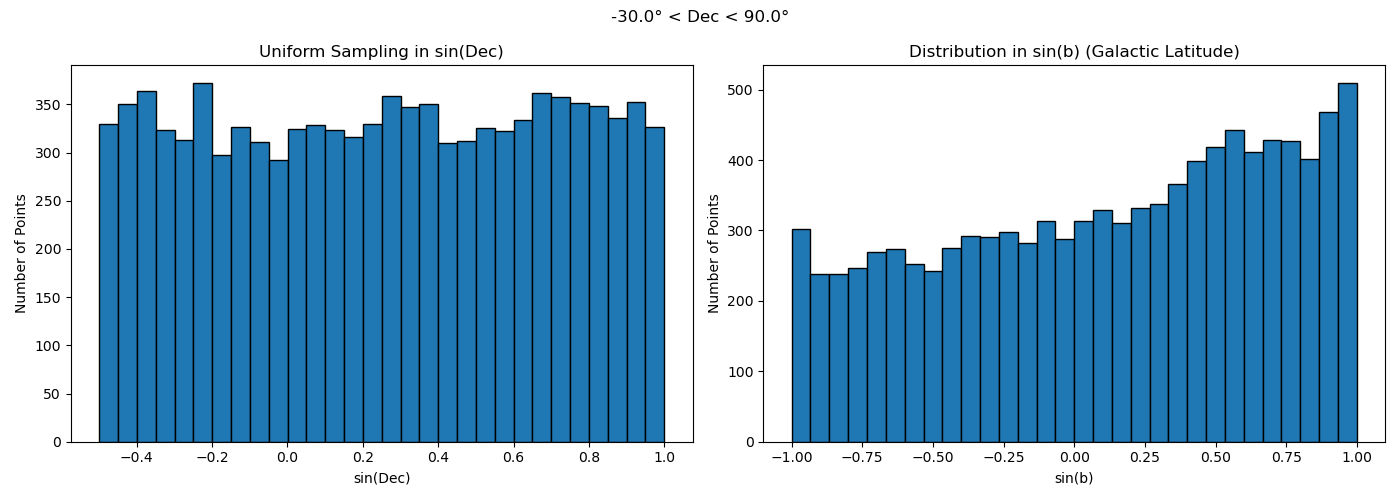 -30.0° < Dec < 90.0°
Uniform Sampling in sin(Dec)
Number of Points
350
300
250
200
150
100
50
0
−0.4 −0.2 0.0 0.2 0.4 0.6 0.8 1.0
sin(Dec)
Distribution in sin(b) (Galactic Latitude)
Number of Points
500
400
300
200
100
0
−1.00 −0.75 −0.50 −0.25 0.00 0.25 0.50 0.75 1.00
sin(b)